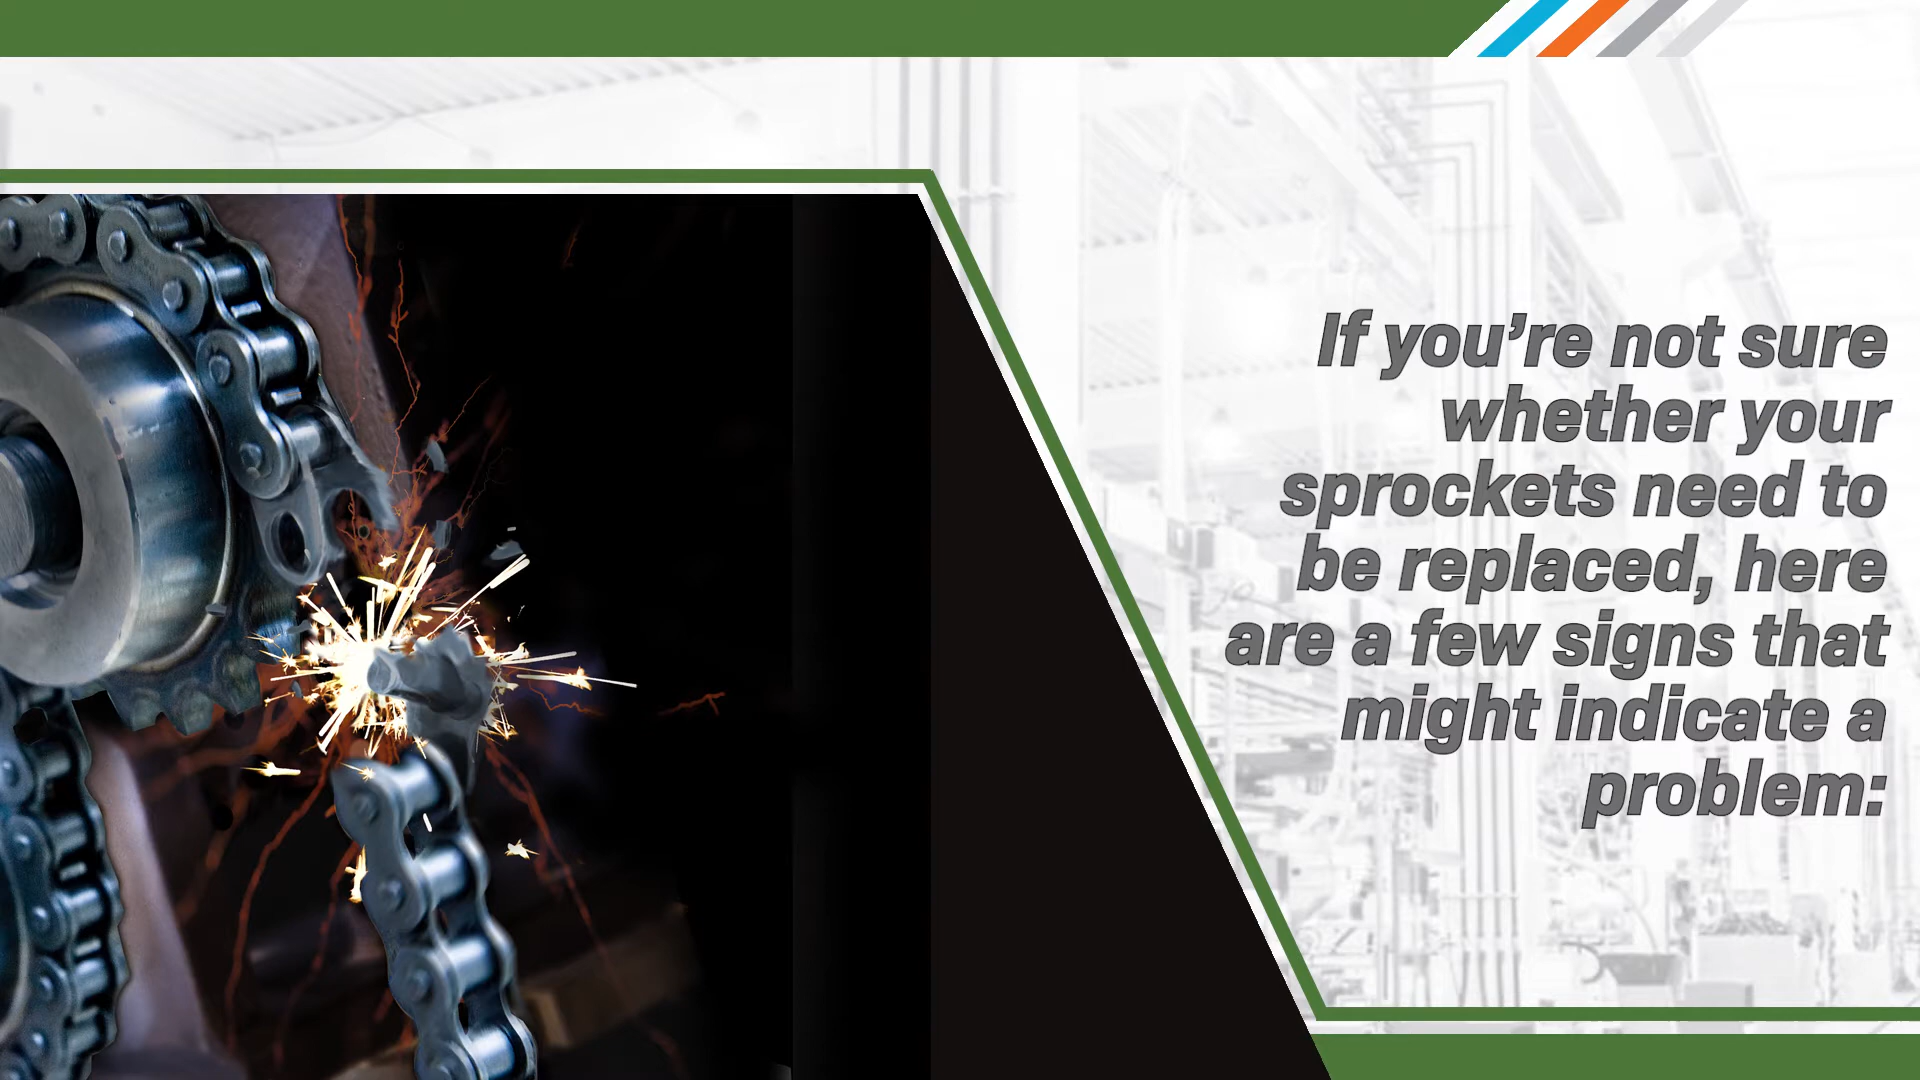 If you’re not sure
whether your
sprockets need to
be replaced, here
are a few signs that
might indicate a
problem: